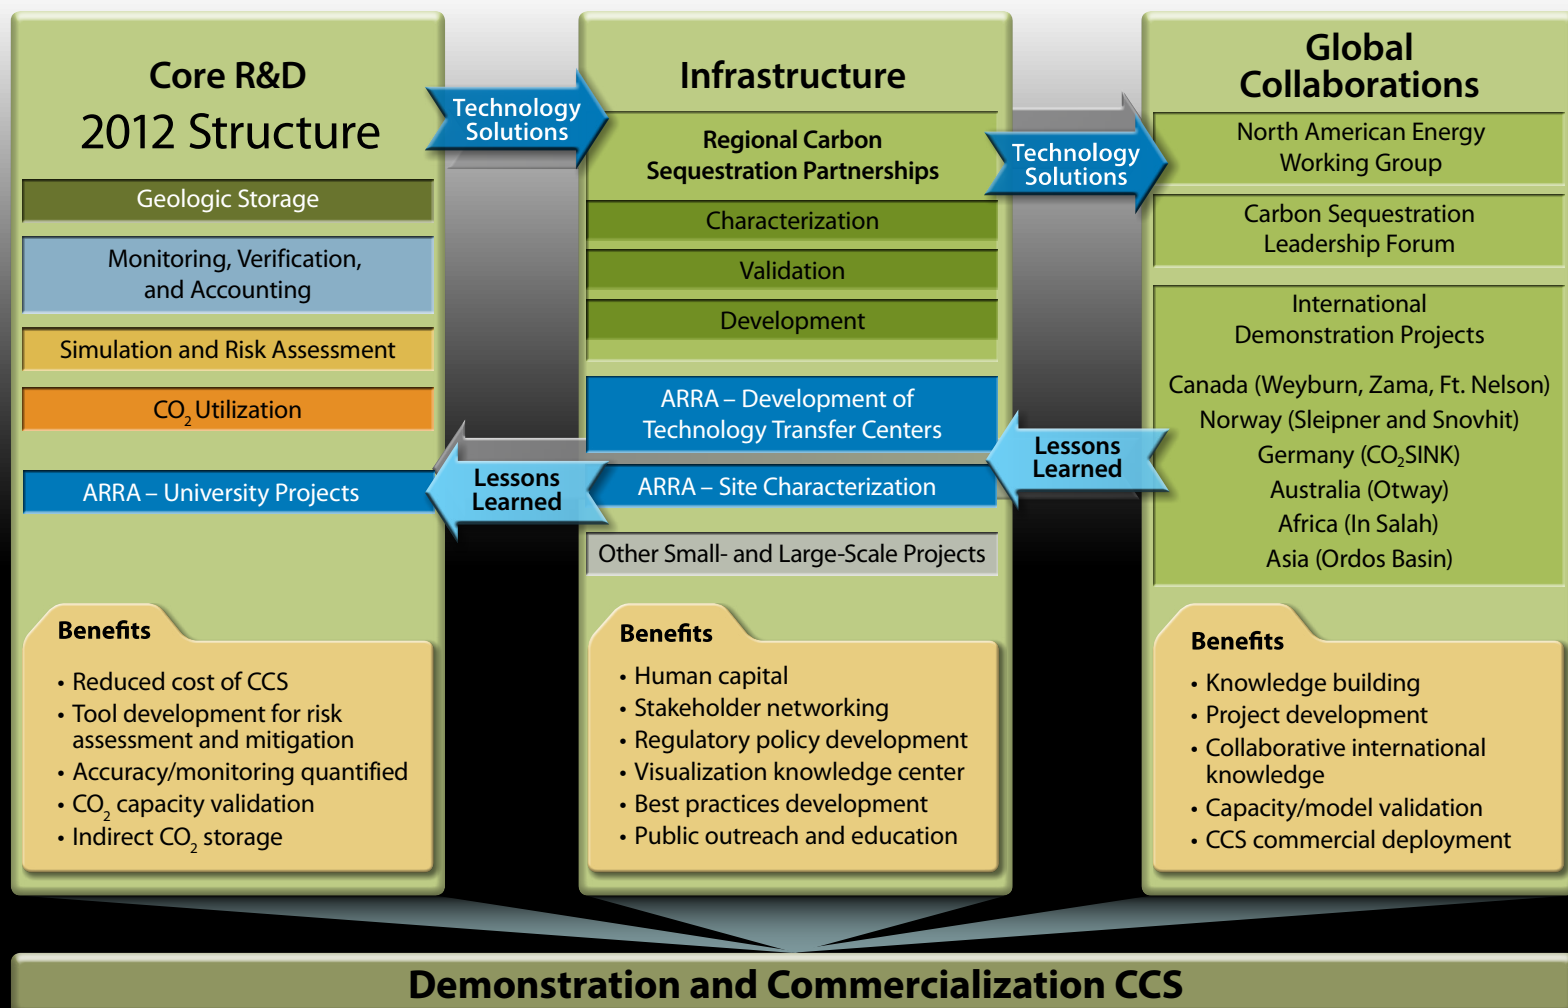 Core R&D
2012 Structure
Geologic Storage
Monitoring, Verification,
and Accounting
Simulation and Risk Assessment
CO₂ Utilization
ARRA – University Projects
Benefits
• Reduced cost of CCS
• Tool development for risk
assessment and mitigation
• Accuracy/monitoring quantified
• CO₂ capacity validation
• Indirect CO₂ storage
Technology
Solutions
Lessons
Learned
Infrastructure
Regional Carbon
Sequestration Partnerships
Characterization
Validation
Development
ARRA – Development of
Technology Transfer Centers
ARRA – Site Characterization
Other Small- and Large-Scale Projects
Benefits
• Human capital
• Stakeholder networking
• Regulatory policy development
• Visualization knowledge center
• Best practices development
• Public outreach and education
Technology
Solutions
Lessons
Learned
Global
Collaborations
North American Energy
Working Group
Carbon Sequestration
Leadership Forum
International
Demonstration Projects
Canada (Weyburn, Zama, Ft. Nelson)
Norway (Sleipner and Snovhit)
Germany (CO₂SINK)
Australia (Otway)
Africa (In Salah)
Asia (Ordos Basin)
Benefits
• Knowledge building
• Project development
• Collaborative international
knowledge
• Capacity/model validation
• CCS commercial deployment
Demonstration and Commercialization CCS